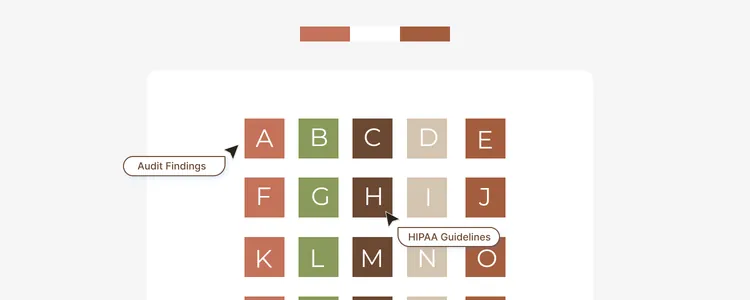 A B C D E
Audit Findings
F G H I J
HIPAA Guidelines
K L M N O